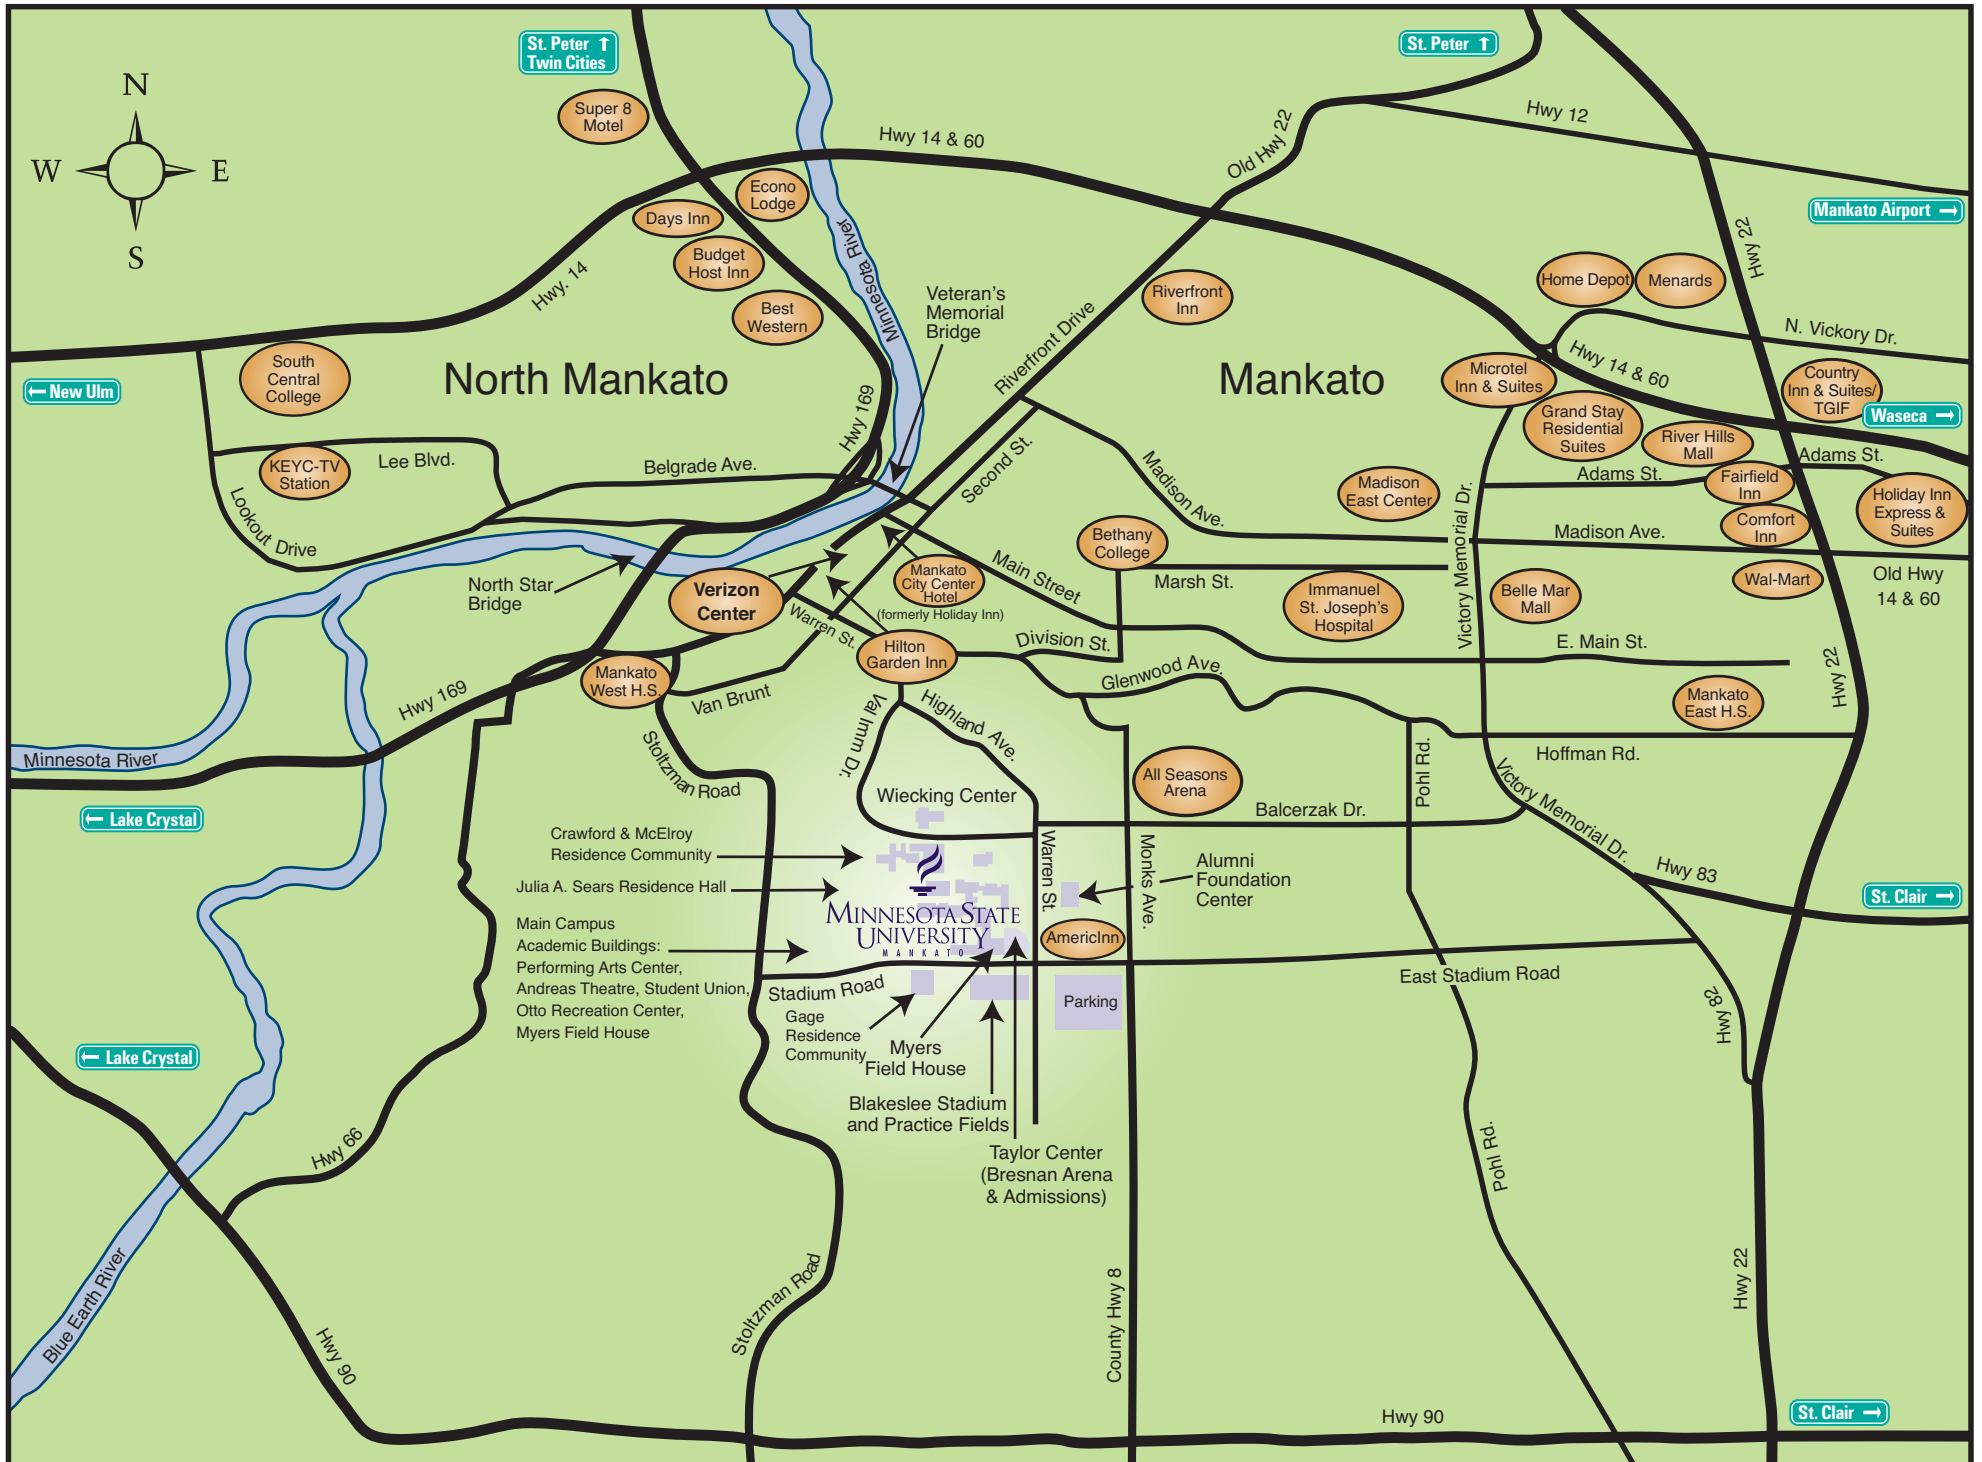 St. Peter ↑
Twin Cities
St. Peter ↑
N
W
E
S
Super 8
Motel
Hwy 14 & 60
Old Hwy 22
Hwy 12
Mankato Airport →
Econo
Lodge
Days Inn
Budget
Host Inn
Best
Western
Minnesota River
Hwy. 14
Hwy 22
Home Depot
Menards
Riverfront
Inn
Veteran's
Memorial
Bridge
Riverfront Drive
N. Vickory Dr.
South
Central
College
← New Ulm
North Mankato
Mankato
Microtel
Inn & Suites
Hwy 14 & 60
Country
Inn & Suites/
TGIF
Waseca →
Grand Stay
Residential
Suites
River Hills
Mall
Hwy 169
Second St.
Madison Ave.
KEYC-TV
Station
Lee Blvd.
Belgrade Ave.
Lookout Drive
Madison
East Center
Victory Memorial Dr.
Adams St.
Adams St.
Fairfield
Inn
Holiday Inn
Express &
Suites
Comfort
Inn
Madison Ave.
Bethany
College
Marsh St.
Main Street
Mankato
City Center
Hotel
(formerly Holiday Inn)
North Star
Bridge
Verizon
Center
Warren St.
Immanuel
St. Joseph's
Hospital
Belle Mar
Mall
Wal-Mart
Old Hwy
14 & 60
Hilton
Garden Inn
Division St.
E. Main St.
Glenwood Ave.
Mankato
West H.S.
Van Brunt
Hwy 169
Hwy 22
Mankato
East H.S.
Val Imm Dr.
Highland Ave.
Minnesota River
Stoltzman Road
Hoffman Rd.
Pohl Rd.
Victory Memorial Dr.
All Seasons
Arena
Balcerzak Dr.
Wiecking Center
← Lake Crystal
Crawford & McElroy
Residence Community
Julia A. Sears Residence Hall
Warren St.
Monks Ave.
Alumni
Foundation
Center
Hwy 83
St. Clair →
MINNESOTA STATE
UNIVERSITY
MANKATO
AmericInn
Main Campus
Academic Buildings:
Performing Arts Center,
Andreas Theatre, Student Union,
Otto Recreation Center,
Myers Field House
Stadium Road
East Stadium Road
Hwy 82
Parking
Gage
Residence
Community
Myers
Field House
← Lake Crystal
Blakeslee Stadium
and Practice Fields
Taylor Center
(Bresnan Arena
& Admissions)
Hwy 66
Pohl Rd.
Blue Earth River
Hwy 90
Stoltzman Road
County Hwy 8
Hwy 22
Hwy 90
St. Clair →